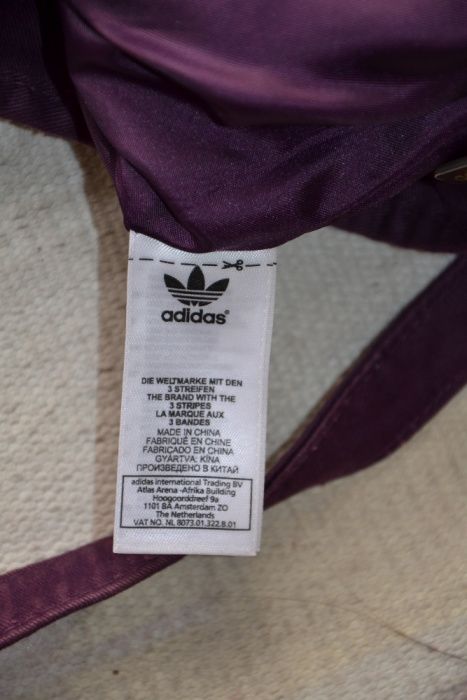 adidas®
DIE WELTMARKE MIT DEN
3 STREIFEN
THE BRAND WITH THE
3 STRIPES
LA MARQUE AUX
3 BANDES
MADE IN CHINA
FABRIQUÉ EN CHINE
FABRICADO EN CHINA
GYÁRTVA: KÍNA
ПРОИЗВЕДЕНО В КИТАЙ
adidas International Trading BV
Atlas Arena -Afrika Building
Hoogoorddreef 9a
1101 BA Amsterdam ZO
The Netherlands
VAT NO. NL 8073.01.322.B.01